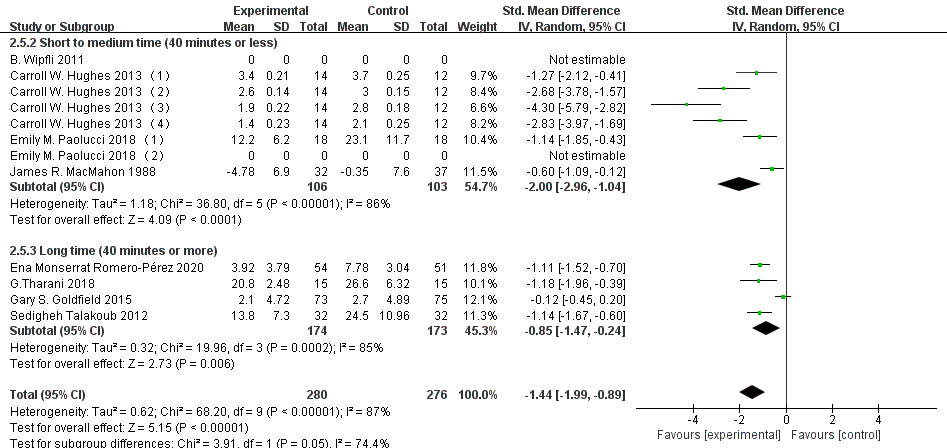 Experimental Control Std. Mean Difference Std. Mean Difference
Study or Subgroup Mean SD Total Mean SD Total Weight IV, Random, 95% CI IV, Random, 95% CI
2.5.2 Short to medium time (40 minutes or less)
B. Wipfli 2011 0 0 0 0 0 0 Not estimable
Carroll W. Hughes 2013 (1) 3.4 0.21 14 3.7 0.25 12 9.7% -1.27 [-2.12, -0.41]
Carroll W. Hughes 2013 (2) 2.6 0.14 14 3 0.15 12 8.4% -2.68 [-3.78, -1.57]
Carroll W. Hughes 2013 (3) 1.9 0.22 14 2.8 0.18 12 6.6% -4.30 [-5.79, -2.82]
Carroll W. Hughes 2013 (4) 1.4 0.23 14 2.1 0.25 12 8.2% -2.83 [-3.97, -1.69]
Emily M. Paolucci 2018 (1) 12.2 6.2 18 23.1 11.7 18 10.4% -1.14 [-1.85, -0.43]
Emily M. Paolucci 2018 (2) 0 0 0 0 0 0 Not estimable
James R. MacMahon 1988 -4.78 6.9 32 -0.35 7.6 37 11.5% -0.60 [-1.09, -0.12]
Subtotal (95% CI) 106 103 54.7% -2.00 [-2.96, -1.04]
Heterogeneity: Tau² = 1.18; Chi² = 36.80, df = 5 (P < 0.00001); I² = 86%
Test for overall effect: Z = 4.09 (P < 0.0001)
2.5.3 Long time (40 minutes or more)
Ena Monserrat Romero-Pérez 2020 3.92 3.79 54 7.78 3.04 51 11.8% -1.11 [-1.52, -0.70]
G.Tharani 2018 20.8 2.48 15 26.6 6.32 15 10.1% -1.18 [-1.96, -0.39]
Gary S. Goldfield 2015 2.1 4.72 73 2.7 4.89 75 12.1% -0.12 [-0.45, 0.20]
Sedigheh Talakoub 2012 13.8 7.3 32 24.5 10.96 32 11.3% -1.14 [-1.67, -0.60]
Subtotal (95% CI) 174 173 45.3% -0.85 [-1.47, -0.24]
Heterogeneity: Tau² = 0.32; Chi² = 19.96, df = 3 (P = 0.0002); I² = 85%
Test for overall effect: Z = 2.73 (P = 0.006)
Total (95% CI) 280 276 100.0% -1.44 [-1.99, -0.89]
Heterogeneity: Tau² = 0.62; Chi² = 68.20, df = 9 (P < 0.00001); I² = 87%
Test for overall effect: Z = 5.15 (P < 0.00001)
Test for subgroup differences: Chi² = 3.91, df = 1 (P = 0.05), I² = 74.4%
-4 -2 0 2 4
Favours [experimental] Favours [control]